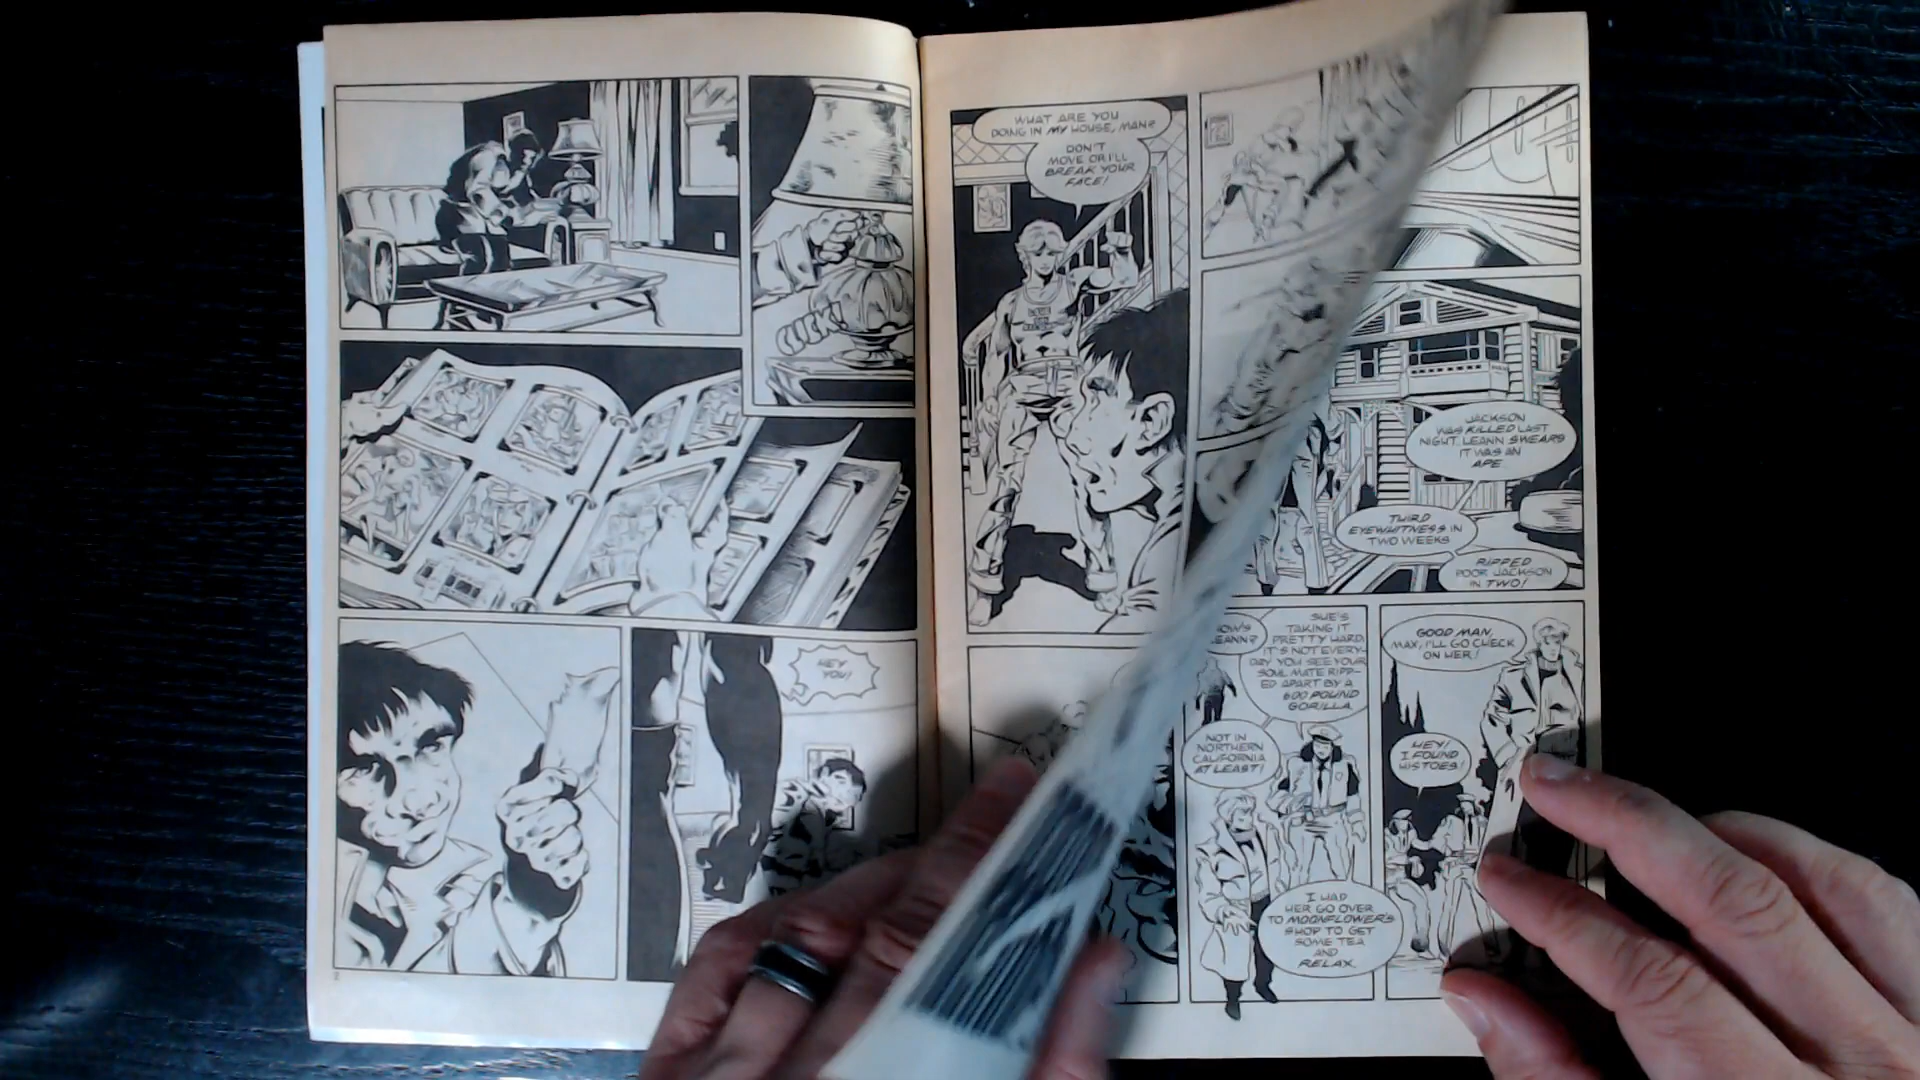 CLICK
HEY
YOU!
WHAT ARE YOU
DOING IN MY HOUSE, MAN?
DON'T
MOVE OR I'LL
BREAK YOUR
FACE!
JACKSON
WAS KILLED LAST
NIGHT. LEANN SWEARS
IT WAS AN
APE.
THIRD
EYEWITNESS IN
TWO WEEKS
RIPPED
POOR JACKSON
IN TWO!
SHE'S
TAKING IT
PRETTY HARD.
IT'S NOT EVERY-
DAY YOU SEE YOUR
SOUL MATE RIPP-
ED APART BY A
600 POUND
GORILLA.
NOT IN
NORTHERN
CALIFORNIA
AT LEAST!
I HAD
HER GO OVER
TO MOONFLOWER'S
SHOP TO GET
SOME TEA
AND
RELAX.
GOOD MAN,
MAX, I'LL GO CHECK
ON HER!
HEY!
I FOUND
HIS TOES!